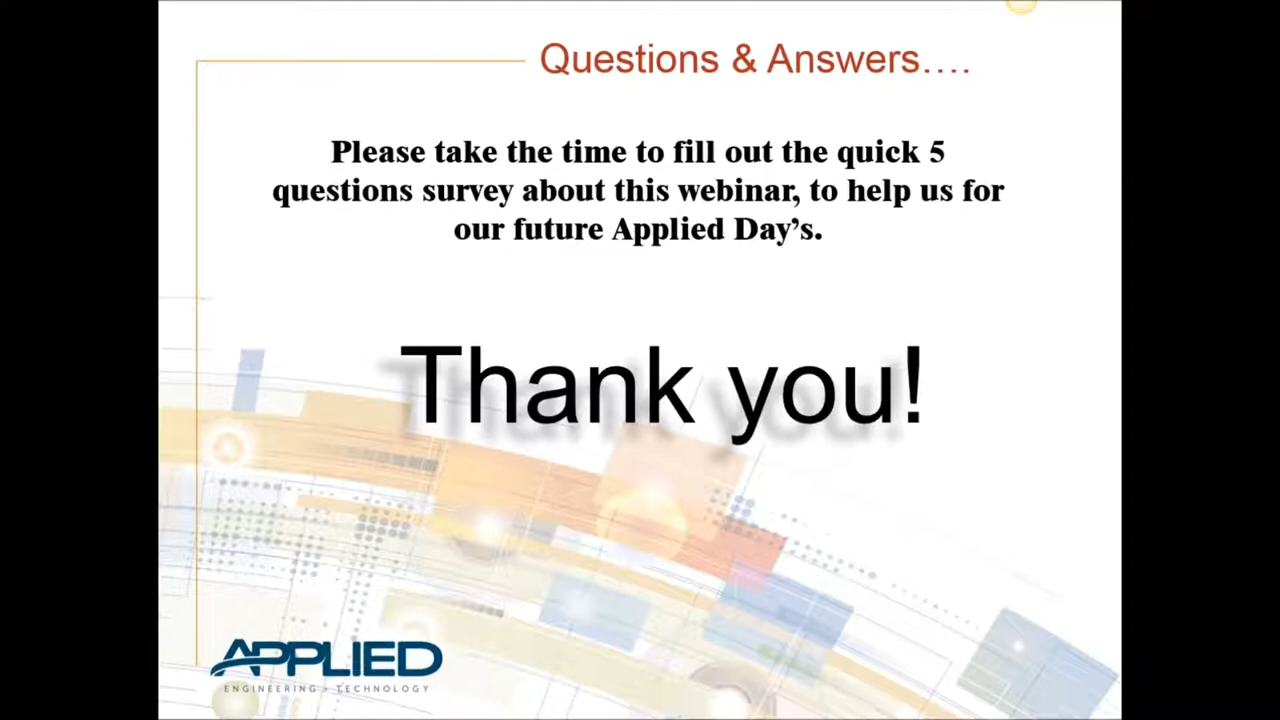 Questions & Answers....
Please take the time to fill out the quick 5
questions survey about this webinar, to help us for
our future Applied Day’s.
Thank you!
APPLIED
ENGINEERING - TECHNOLOGY